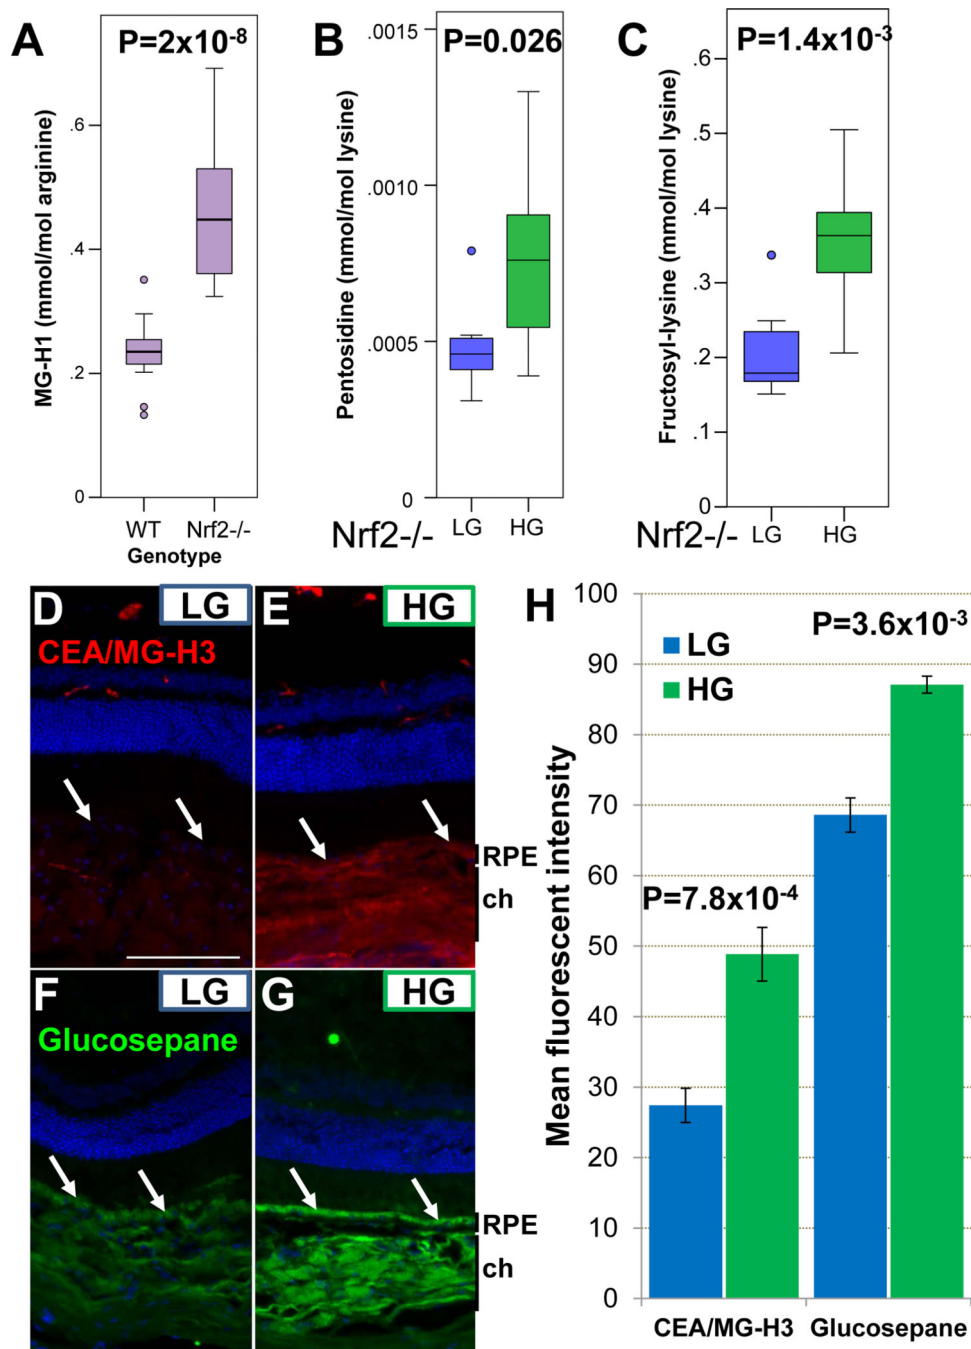 A
P=2x10-8
MG-H1 (mmol/mol arginine)
.6
.4
.2
0
WT
Nrf2-/-
Genotype
B
P=0.026
Pentosidine (mmol/mol lysine)
.0015
.0010
.0005
0
Nrf2-/-
LG
HG
C
P=1.4x10-3
Fructosyl-lysine (mmol/mol lysine)
.6
.5
.4
.3
.2
.1
0
Nrf2-/-
LG
HG
D
LG
CEA/MG-H3
E
HG
RPE
ch
F
LG
Glucosepane
G
HG
RPE
ch
H
Mean fluorescent intensity
100
90
80
70
60
50
40
30
20
10
0
LG
HG
P=3.6x10-3
P=7.8x10-4
CEA/MG-H3
Glucosepane